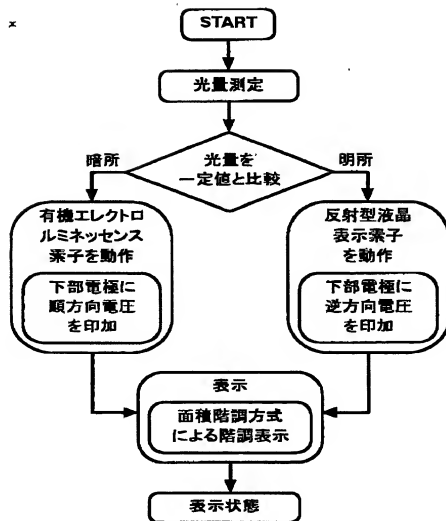 START
光量測定
光量を
一定値と比較
暗所
明所
有機エレクトロ
ルミネッセンス
素子を動作
下部電極に
順方向電圧
を印加
反射型液晶
表示素子
を動作
下部電極に
逆方向電圧
を印加
表示
面積階調方式
による階調表示
表示状態